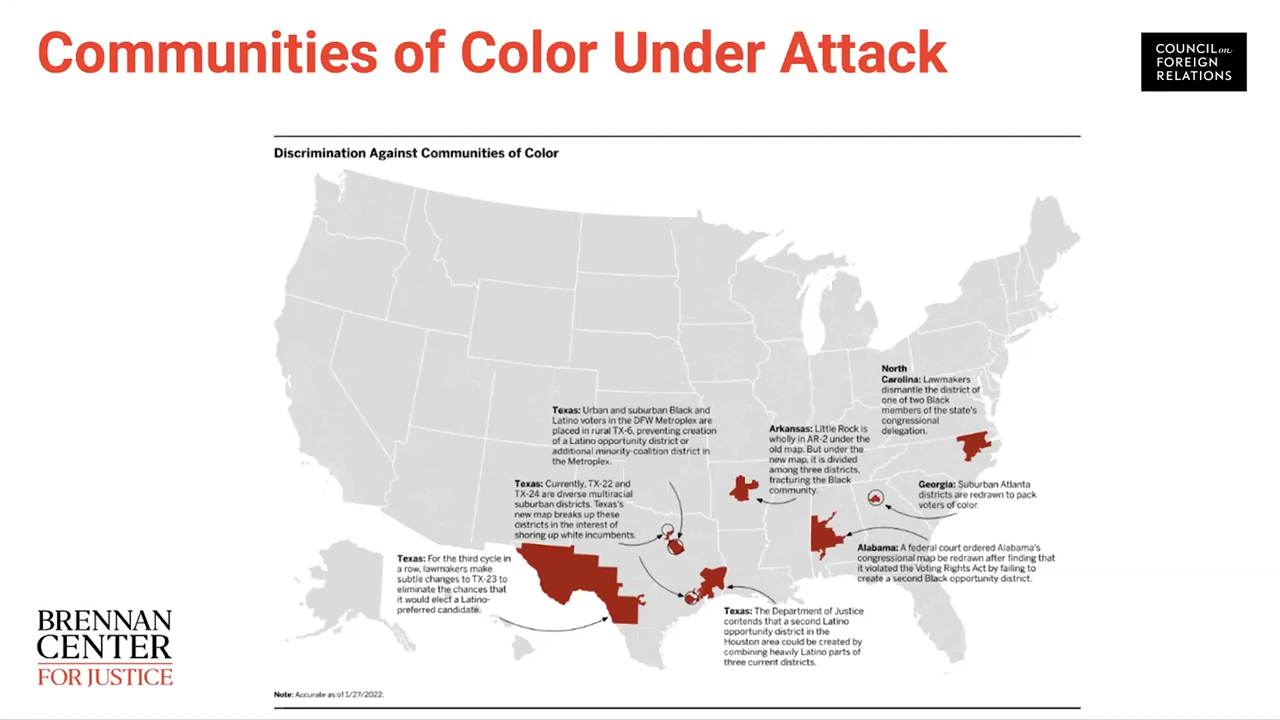 Communities of Color Under Attack
COUNCIL on
FOREIGN
RELATIONS
Discrimination Against Communities of Color
North
Carolina: Lawmakers
dismantle the district of
one of two Black
members of the state's
congressional
delegation.
Texas: Urban and suburban Black and
Latino voters in the DFW Metroplex are
placed in rural TX-6, preventing creation
of a Latino opportunity district or
additional minority-coalition district in
the Metroplex.
Arkansas: Little Rock is
wholly in AR-2 under the
old map. But under the
new map, it is divided
among three districts,
fracturing the Black
community.
Texas: Currently, TX-22 and
TX-24 are diverse multiracial
suburban districts. Texas's
new map breaks up these
districts in the interest of
shoring up white incumbents.
Georgia: Suburban Atlanta
districts are redrawn to pack
voters of color.
Alabama: A federal court ordered Alabama's
congressional map be redrawn after finding that
it violated the Voting Rights Act by failing to
create a second Black opportunity district.
Texas: For the third cycle in
a row, lawmakers make
subtle changes to TX-23 to
eliminate the chances that
it would elect a Latino-
preferred candidate.
Texas: The Department of Justice
contends that a second Latino
opportunity district in the
Houston area could be created by
combining heavily Latino parts of
three current districts.
BRENNAN
CENTER
FOR JUSTICE
Note: Accurate as of 1/27/2022.